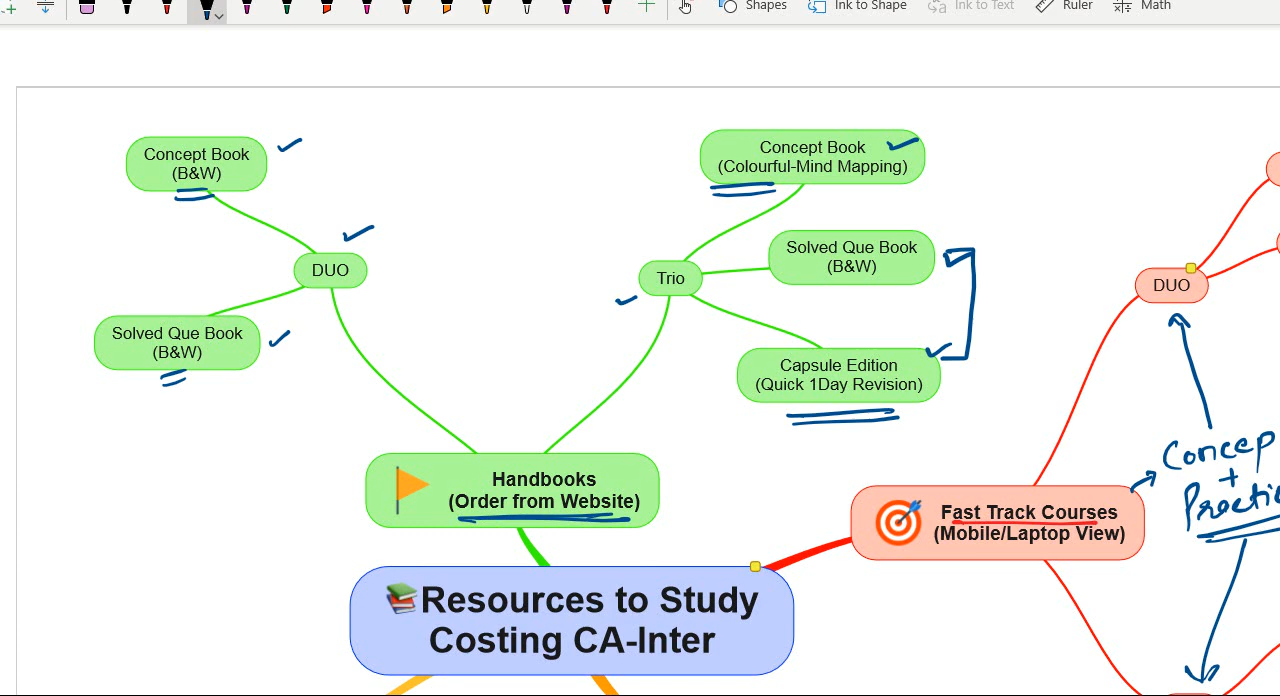 Shapes
Ink to Shape
Ink to Text
Ruler
Math
Concept Book
(B&W)
DUO
Solved Que Book
(B&W)
Concept Book
(Colourful-Mind Mapping)
Trio
Solved Que Book
(B&W)
Capsule Edition
(Quick 1Day Revision)
Handbooks
(Order from Website)
DUO
Concep
+
Practic
Fast Track Courses
(Mobile/Laptop View)
Resources to Study
Costing CA-Inter